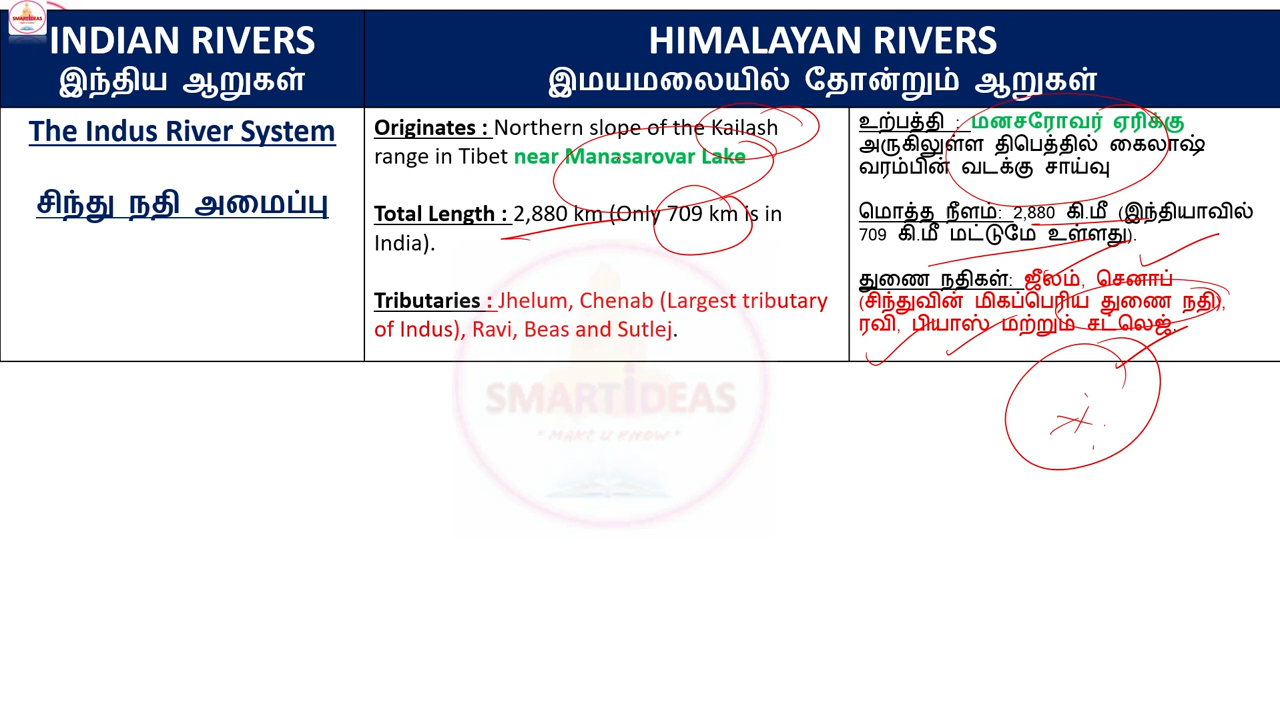 SMARTIDEAS
INDIAN RIVERS
இந்திய ஆறுகள்
HIMALAYAN RIVERS
இமயமலையில் தோன்றும் ஆறுகள்
The Indus River System
சிந்து நதி அமைப்பு
Originates : Northern slope of the Kailash
range in Tibet near Manasarovar Lake
Total Length : 2,880 km (Only 709 km is in
India).
Tributaries : Jhelum, Chenab (Largest tributary
of Indus), Ravi, Beas and Sutlej.
உற்பத்தி : மனசரோவர் ஏரிக்கு
அருகிலுள்ள திபெத்தில் கைலாஷ்
வரம்பின் வடக்கு சாய்வு
மொத்த நீளம்: 2,880 கி.மீ (இந்தியாவில்
709 கி.மீ மட்டுமே உள்ளது).
துணை நதிகள்: ஜீலம், செனாப்
(சிந்துவின் மிகப்பெரிய துணை நதி),
ரவி, பியாஸ் மற்றும் சட்லெஜ்.
SMARTIDEAS
* MAKE U KNOW *